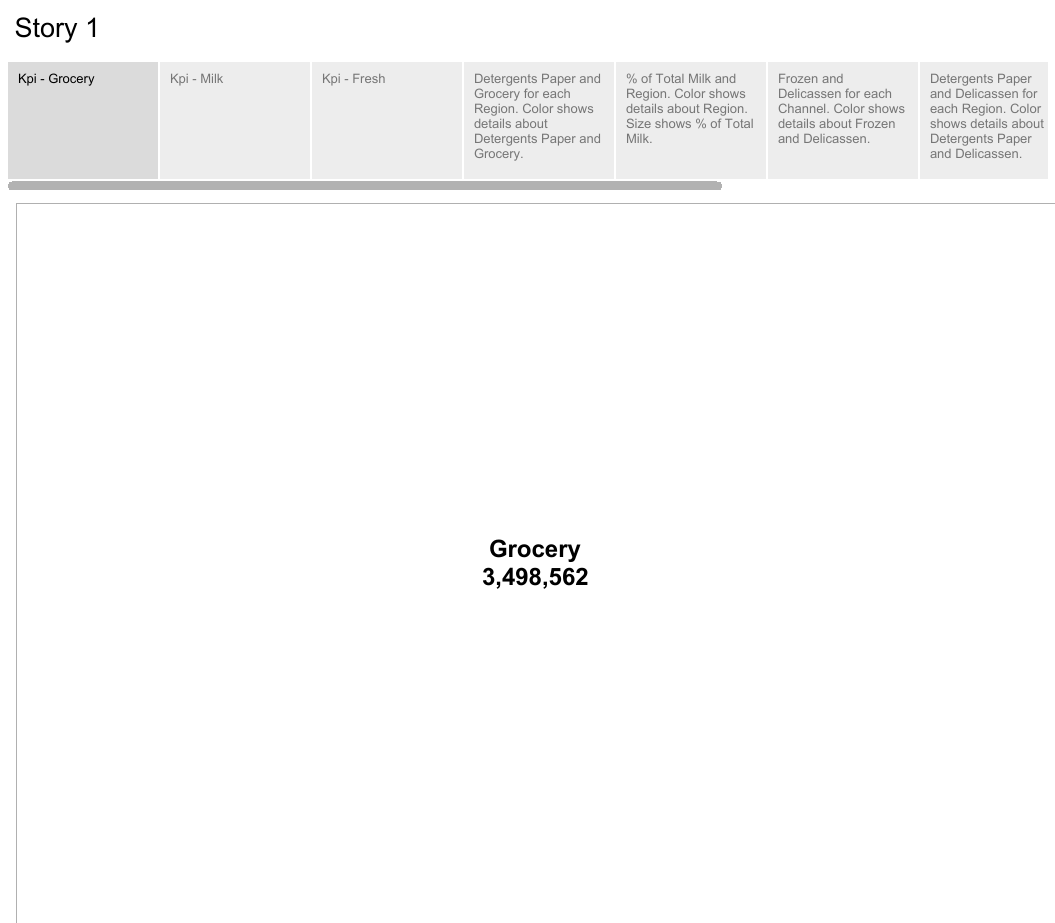 Story 1
Kpi - Grocery
Kpi - Milk
Kpi - Fresh
Detergents Paper and
Grocery for each
Region. Color shows
details about
Detergents Paper and
Grocery.
% of Total Milk and
Region. Color shows
details about Region.
Size shows % of Total
Milk.
Frozen and
Delicassen for each
Channel. Color shows
details about Frozen
and Delicassen.
Detergents Paper
and Delicassen for
each Region. Color
shows details about
Detergents Paper
and Delicassen.
Grocery
3,498,562